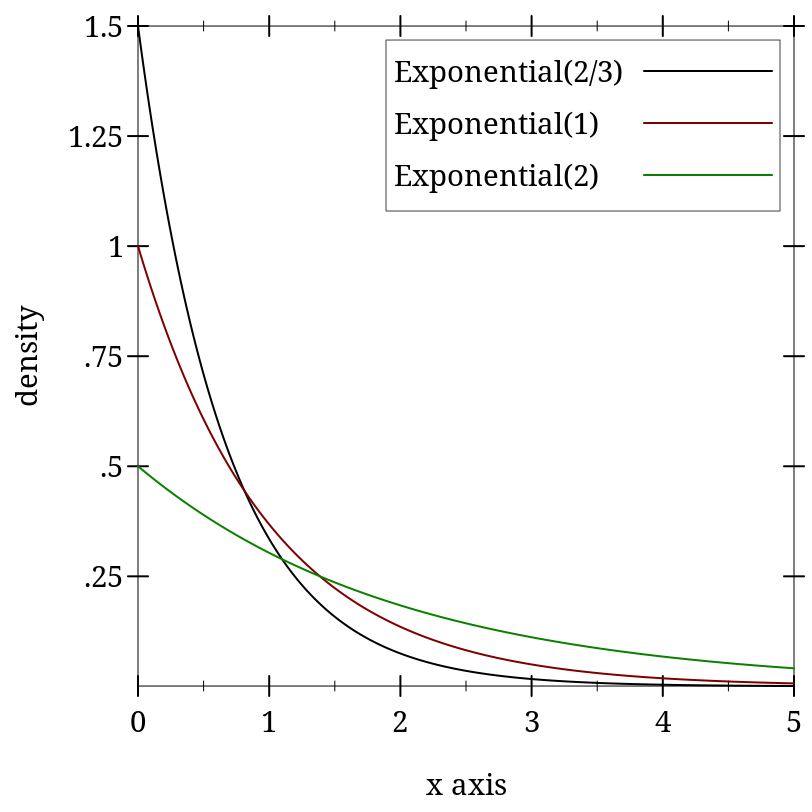 1.5
1.25
1
.75
.5
.25
density
Exponential(2/3)
Exponential(1)
Exponential(2)
0 1 2 3 4 5
x axis